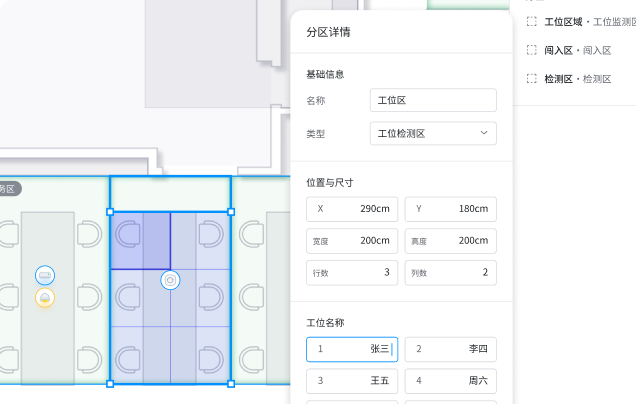 分区详情
基础信息
名称 工位区
类型 工位检测区
位置与尺寸
X 290cm Y 180cm
宽度 200cm 高度 200cm
行数 3 列数 2
工位名称
1 张三 2 李四
3 王五 4 周六
务区
工位区域・工位监测区
闯入区・闯入区
检测区・检测区